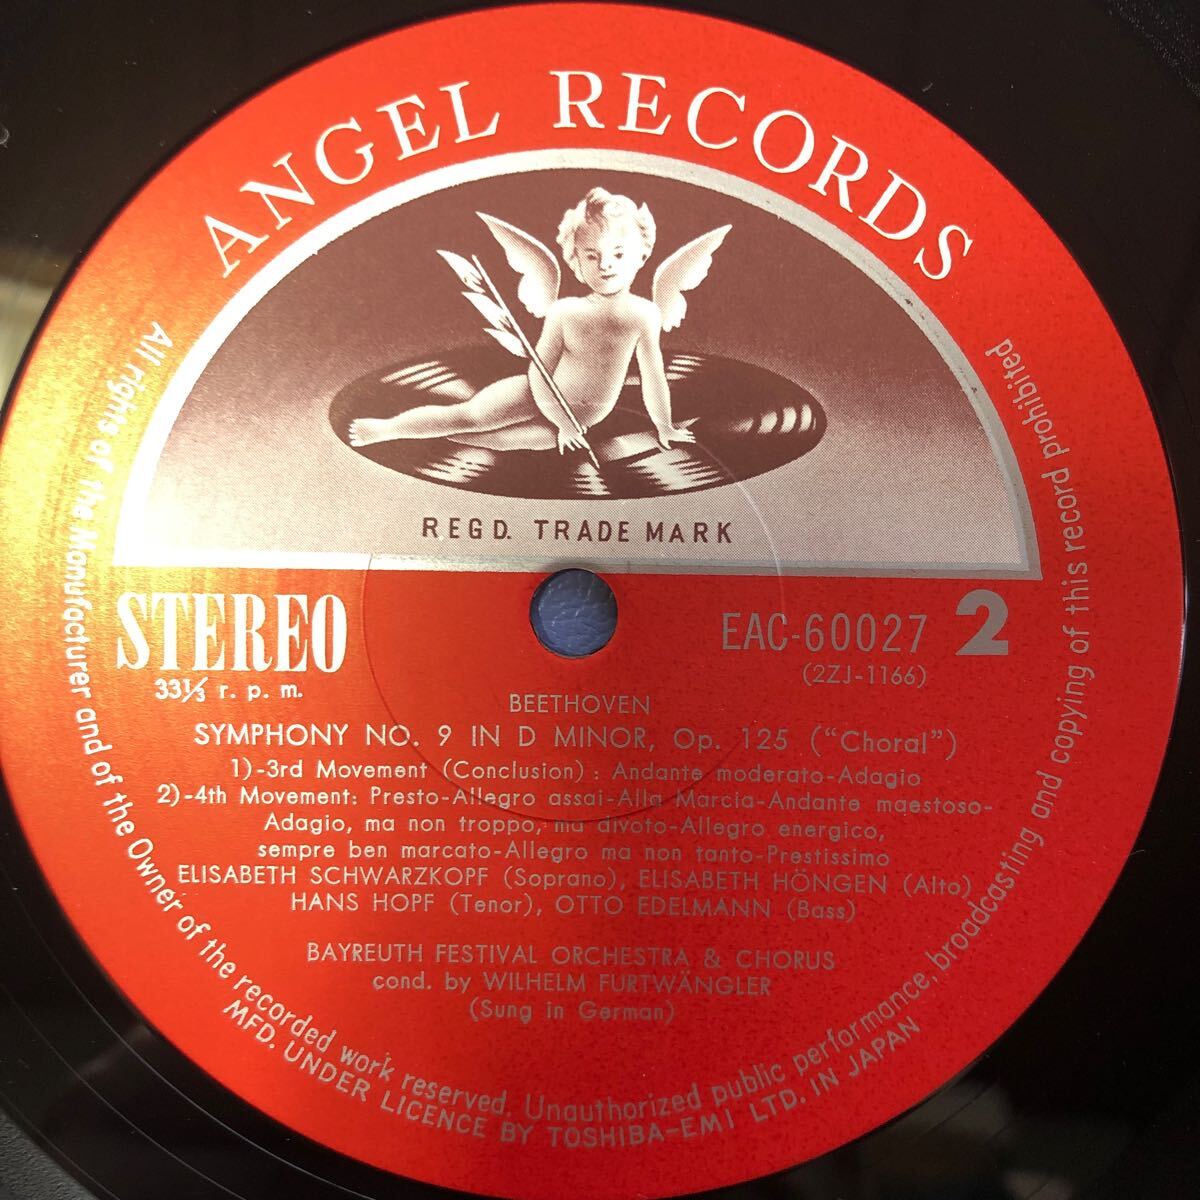 ANGEL RECORDS
REGD. TRADE MARK
STEREO
33⅓ r. p. m.
EAC-60027 2
(2ZJ-1166)
BEETHOVEN
SYMPHONY NO. 9 IN D MINOR, Op. 125 (“Choral”)
1)-3rd Movement (Conclusion) : Andante moderato-Adagio
2)-4th Movement: Presto-Allegro assai-Alla Marcia-Andante maestoso-
Adagio, ma non troppo, ma divoto-Allegro energico,
sempre ben marcato-Allegro ma non tanto-Prestissimo
ELISABETH SCHWARZKOPF (Soprano), ELISABETH HÖNGEN (Alto)
HANS HOPF (Tenor), OTTO EDELMANN (Bass)
BAYREUTH FESTIVAL ORCHESTRA & CHORUS
cond. by WILHELM FURTWÄNGLER
(Sung in German)
All rights of the Manufacturer and of the Owner of the recorded work reserved. Unauthorized public performance, broadcasting and copying of this record prohibited
MFD. UNDER LICENCE BY TOSHIBA-EMI LTD. IN JAPAN